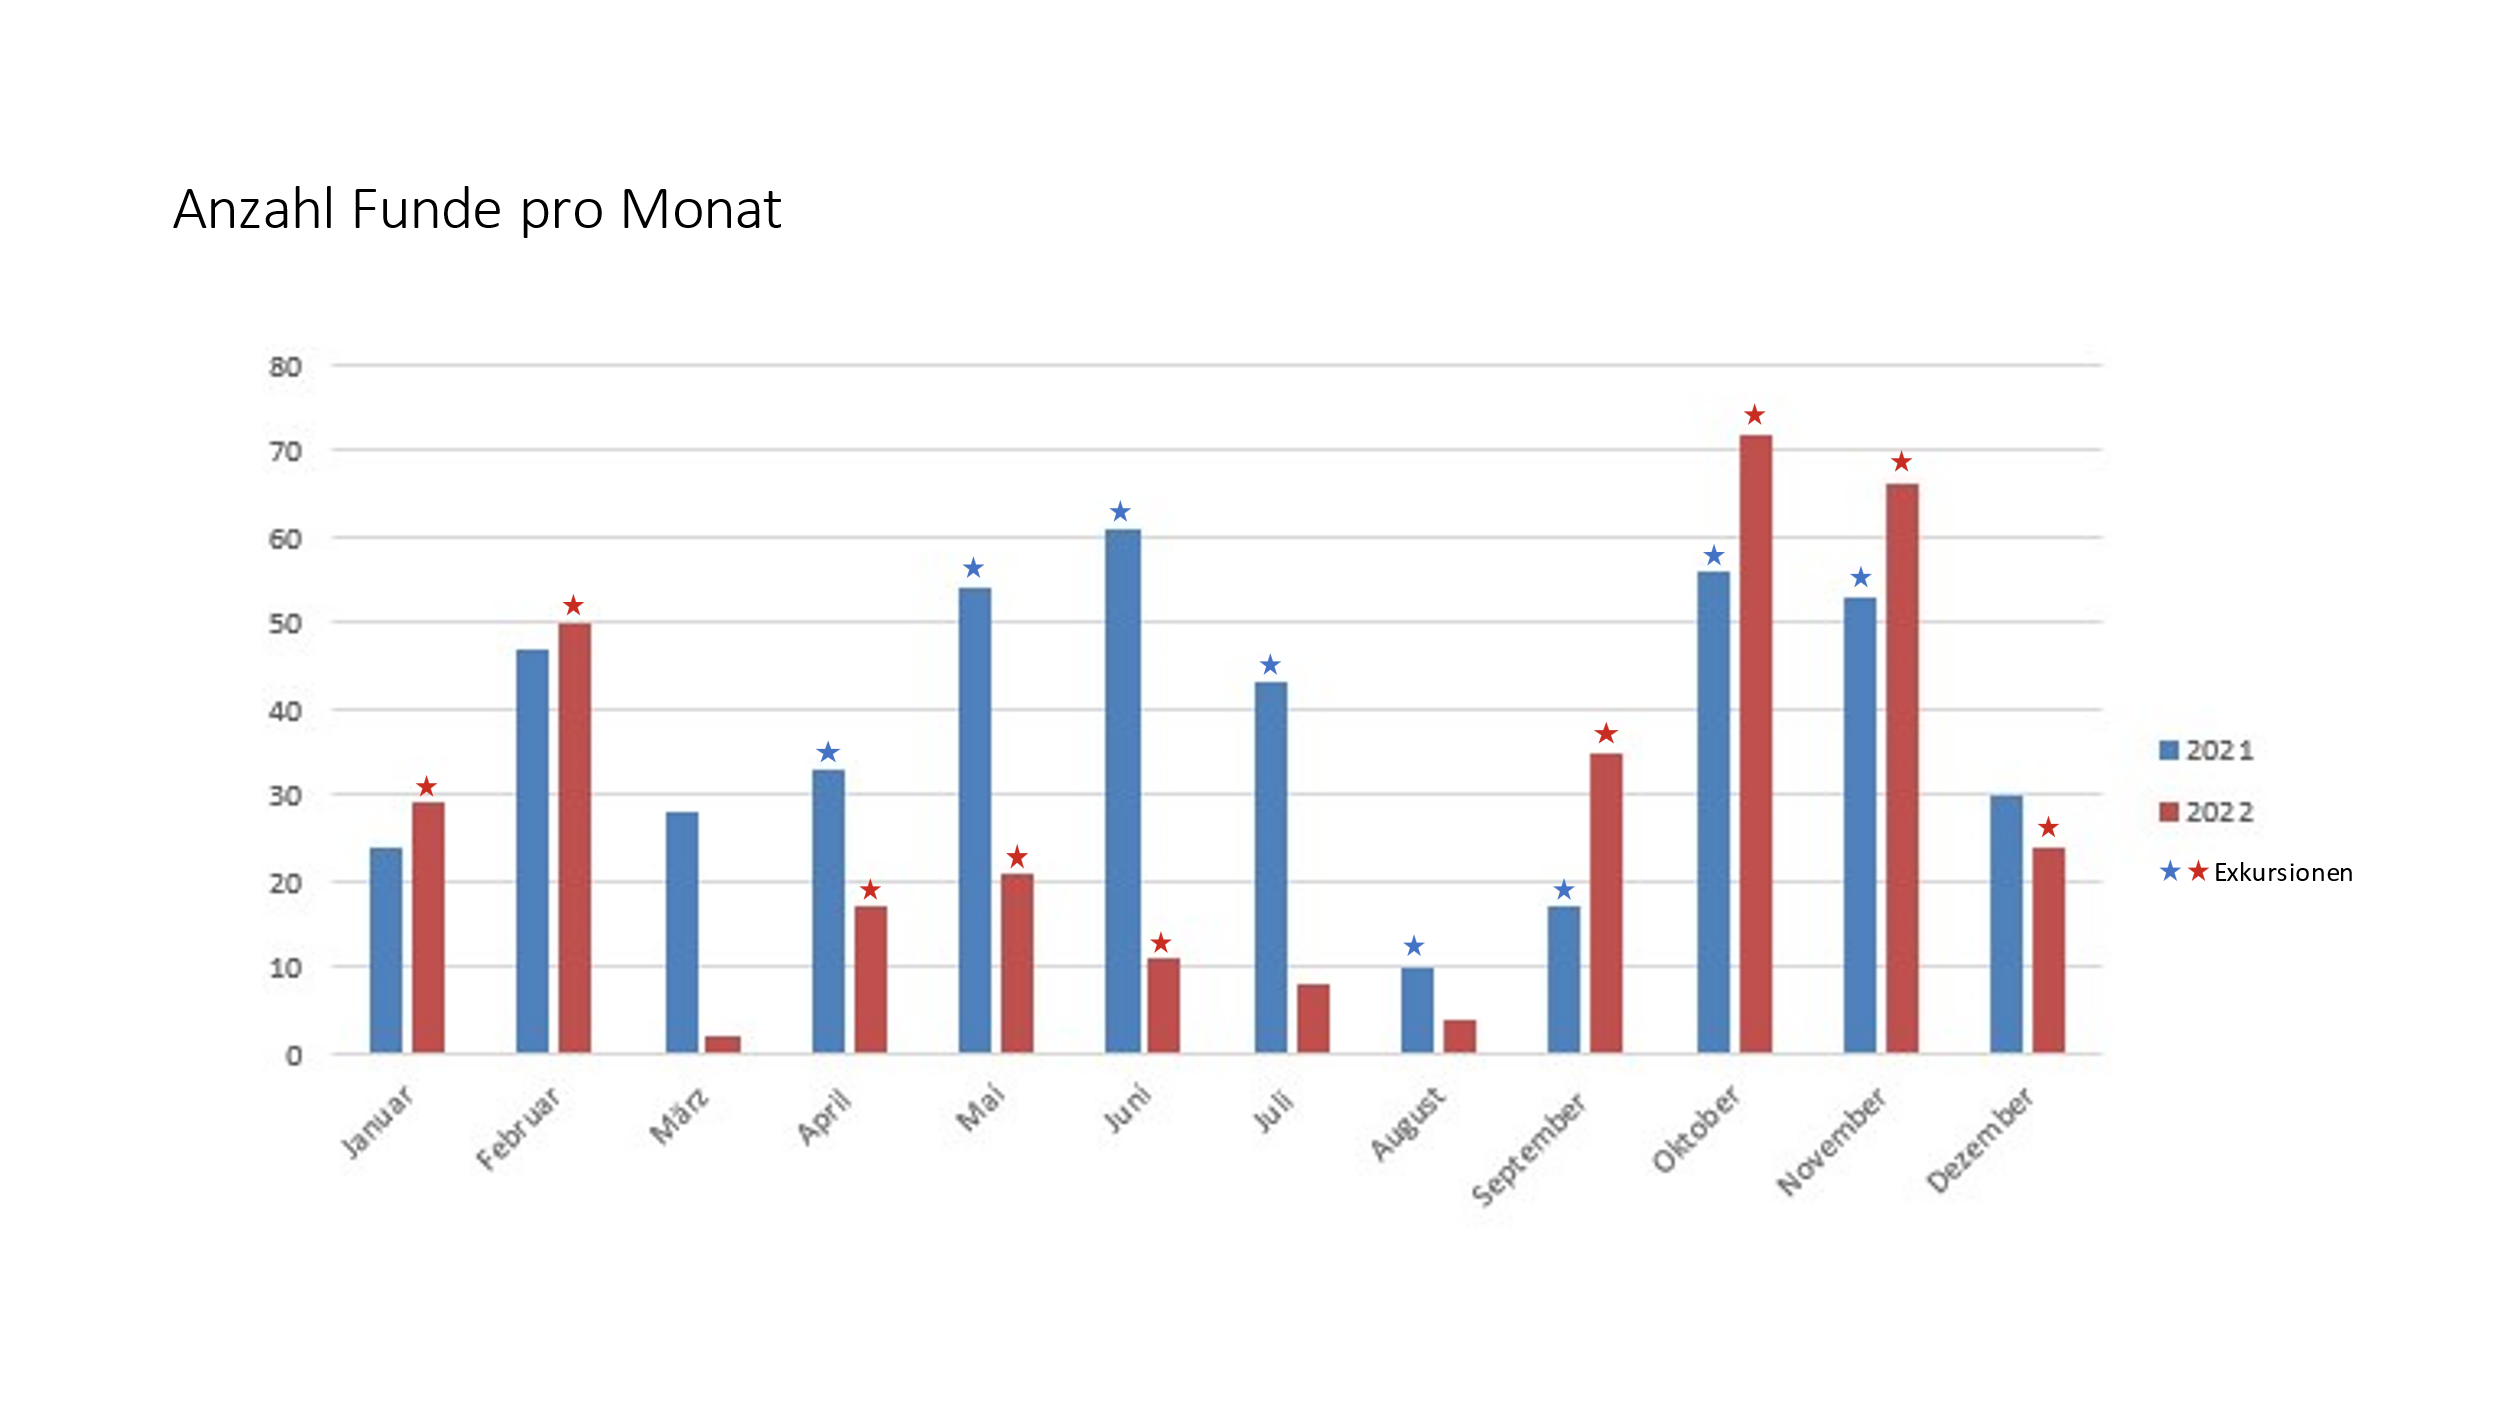 Anzahl Funde pro Monat
80
70
60
50
40
30
20
10
0
Januar
Februar
März
April
Mai
Juni
Juli
August
September
Oktober
November
Dezember
2021
2022
Exkursionen